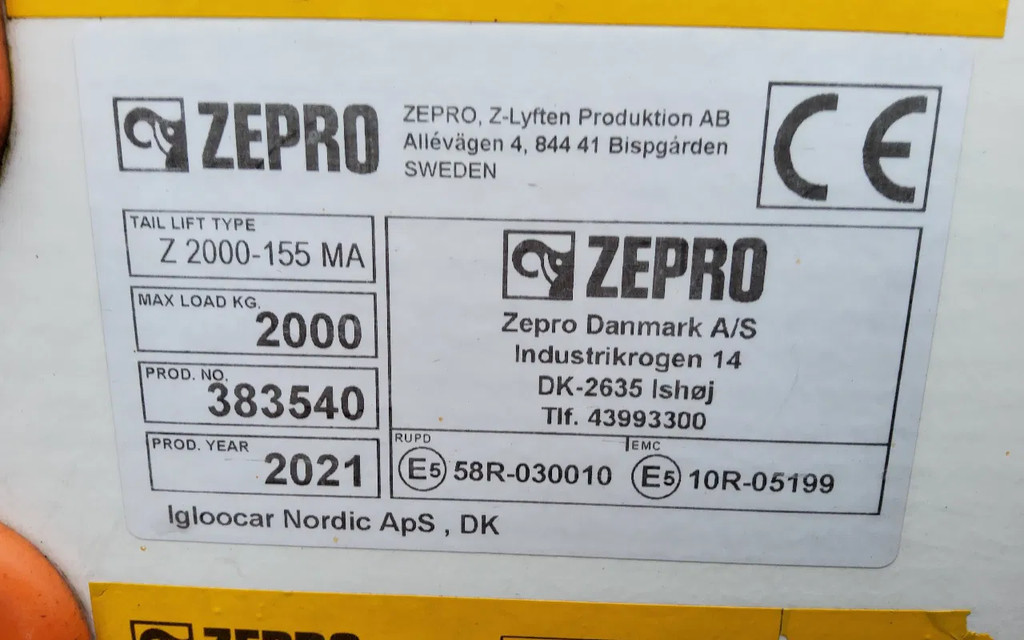 ZEPRO
ZEPRO, Z-Lyften Produktion AB
Allévägen 4, 844 41 Bispgården
SWEDEN
CE
TAIL LIFT TYPE
Z 2000-155 MA
MAX LOAD KG.
2000
PROD. NO.
383540
PROD. YEAR
2021
ZEPRO
Zepro Danmark A/S
Industrikrogen 14
DK-2635 Ishøj
Tlf. 43993300
RUPD
E5 58R-030010
EMC
E5 10R-05199
Igloocar Nordic ApS , DK
ZEPRO